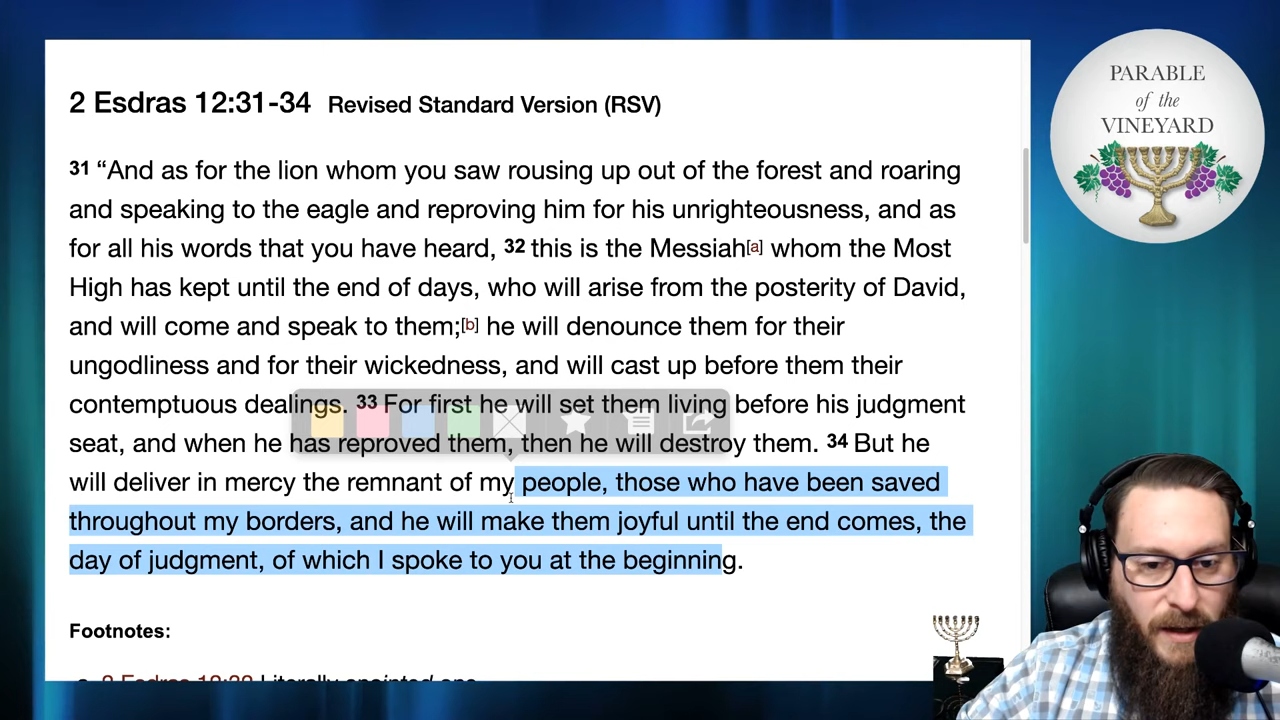 2 Esdras 12:31-34 Revised Standard Version (RSV)
31 “And as for the lion whom you saw rousing up out of the forest and roaring
and speaking to the eagle and reproving him for his unrighteousness, and as
for all his words that you have heard, 32 this is the Messiah[a] whom the Most
High has kept until the end of days, who will arise from the posterity of David,
and will come and speak to them;[b] he will denounce them for their
ungodliness and for their wickedness, and will cast up before them their
contemptuous dealings. 33 For first he will set them living before his judgment
seat, and when he has reproved them, then he will destroy them. 34 But he
will deliver in mercy the remnant of my people, those who have been saved
throughout my borders, and he will make them joyful until the end comes, the
day of judgment, of which I spoke to you at the beginning.
Footnotes:
a. 2 Esdras 12:32 Literally anointed one
PARABLE
of the
VINEYARD